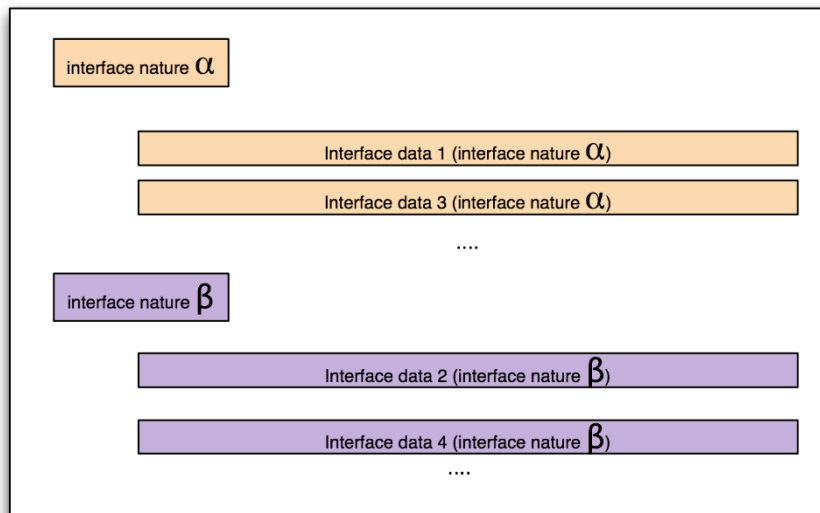 interface nature α
Interface data 1 (interface nature α)
Interface data 3 (interface nature α)
....
interface nature β
Interface data 2 (interface nature β)
Interface data 4 (interface nature β)
....